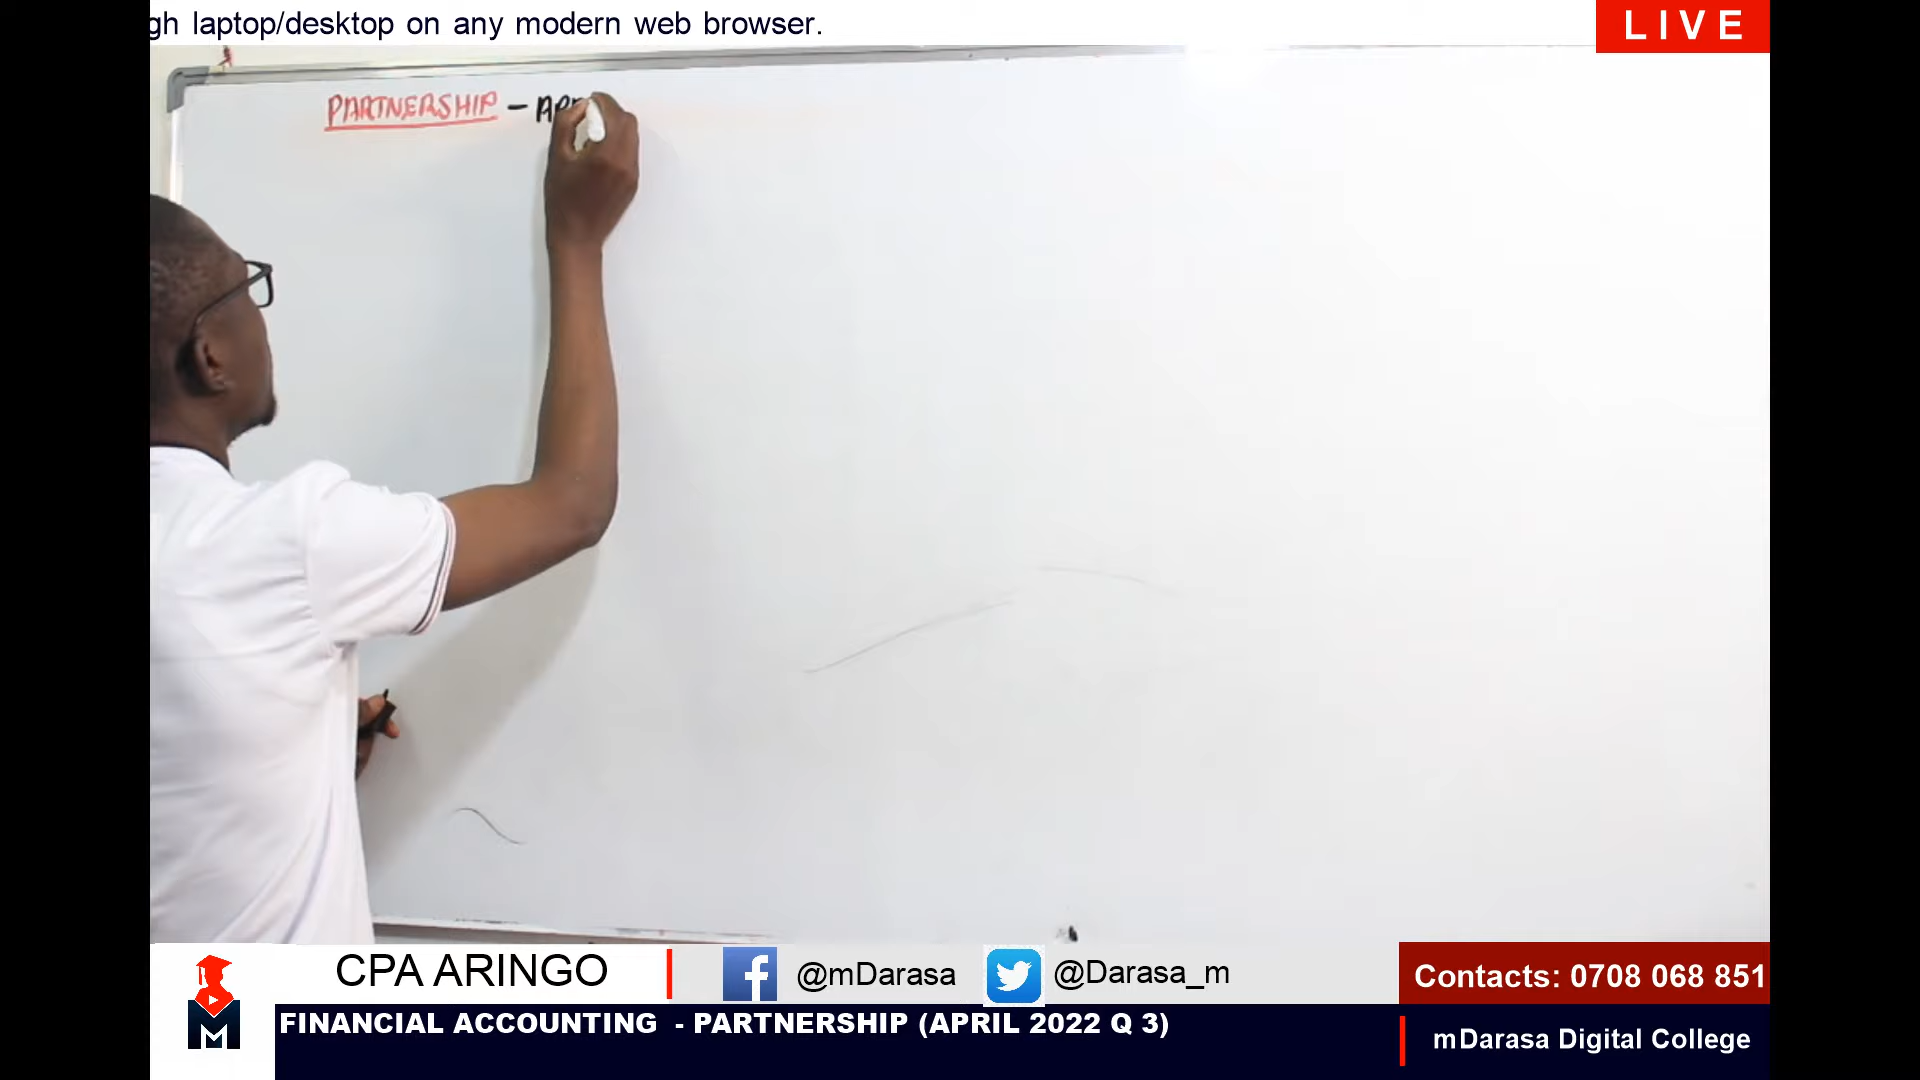 gh laptop/desktop on any modern web browser.
LIVE
PARTNERSHIP -
CPA ARINGO
@mDarasa
@Darasa_m
Contacts: 0708 068 851
FINANCIAL ACCOUNTING - PARTNERSHIP (APRIL 2022 Q 3)
mDarasa Digital College